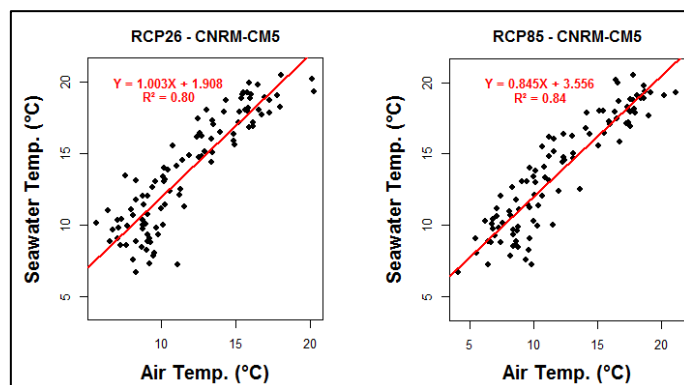 RCP26 - CNRM-CM5
Y = 1.003X + 1.908
R² = 0.80
Seawater Temp. (°C)
20
15
10
5
10
15
20
Air Temp. (°C)
RCP85 - CNRM-CM5
Y = 0.845X + 3.556
R² = 0.84
Seawater Temp. (°C)
20
15
10
5
5
10
15
20
Air Temp. (°C)